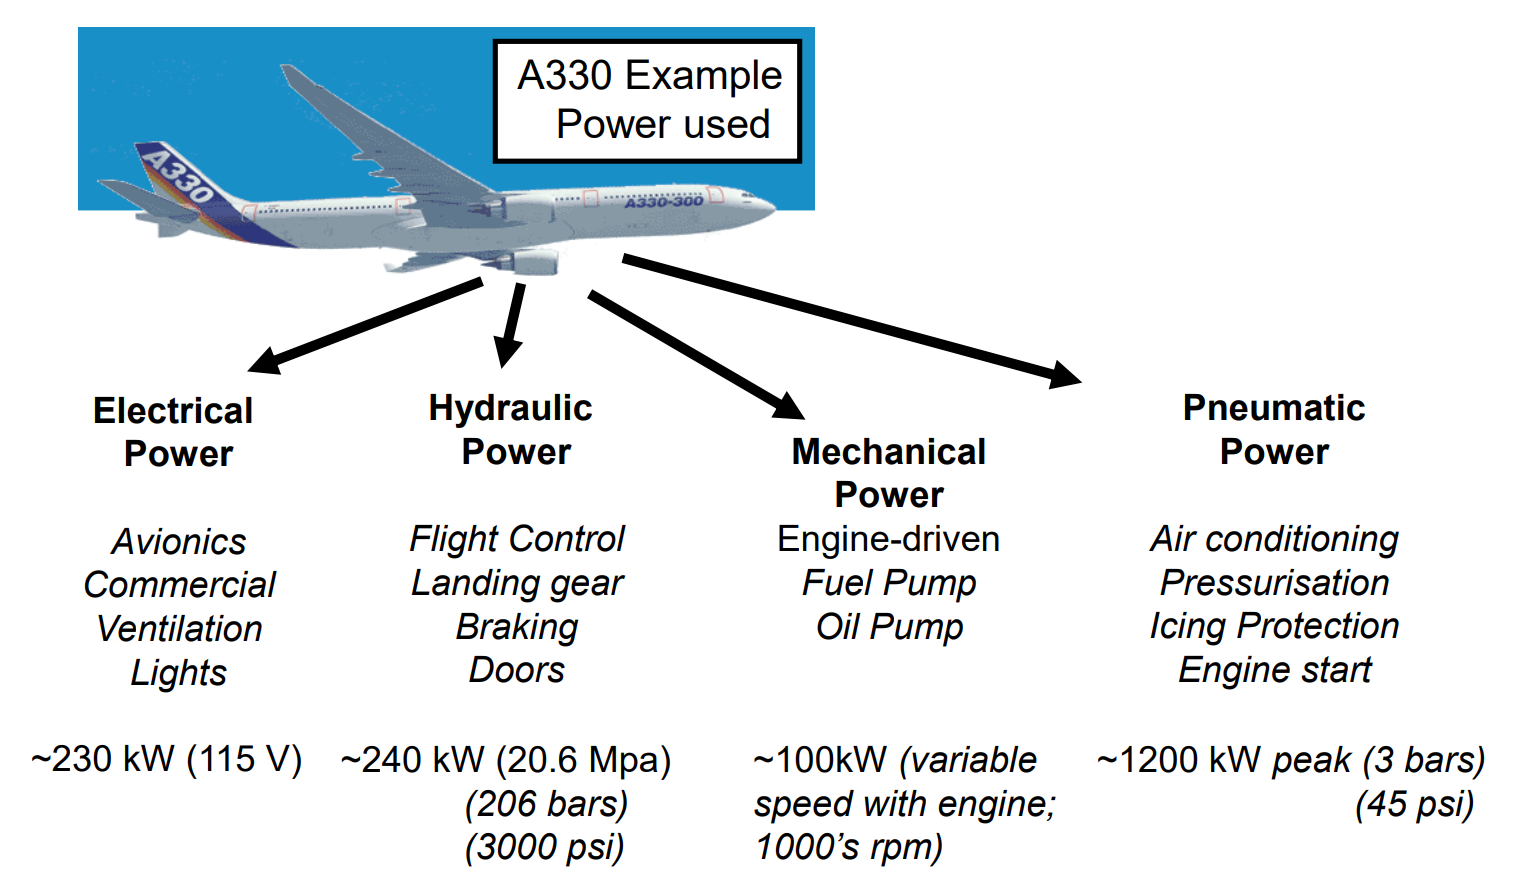 A330 Example
Power used
A330
A330-300
Electrical
Power
Avionics
Commercial
Ventilation
Lights
~230 kW (115 V)
Hydraulic
Power
Flight Control
Landing gear
Braking
Doors
~240 kW (20.6 Mpa)
(206 bars)
(3000 psi)
Mechanical
Power
Engine-driven
Fuel Pump
Oil Pump
~100kW (variable
speed with engine;
1000’s rpm)
Pneumatic
Power
Air conditioning
Pressurisation
Icing Protection
Engine start
~1200 kW peak (3 bars)
(45 psi)